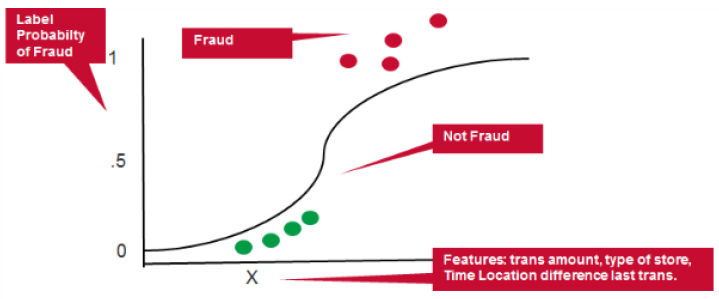 Label
Probabilty
of Fraud
Fraud
1
Not Fraud
.5
0
X
Features: trans amount, type of store,
Time Location difference last trans.